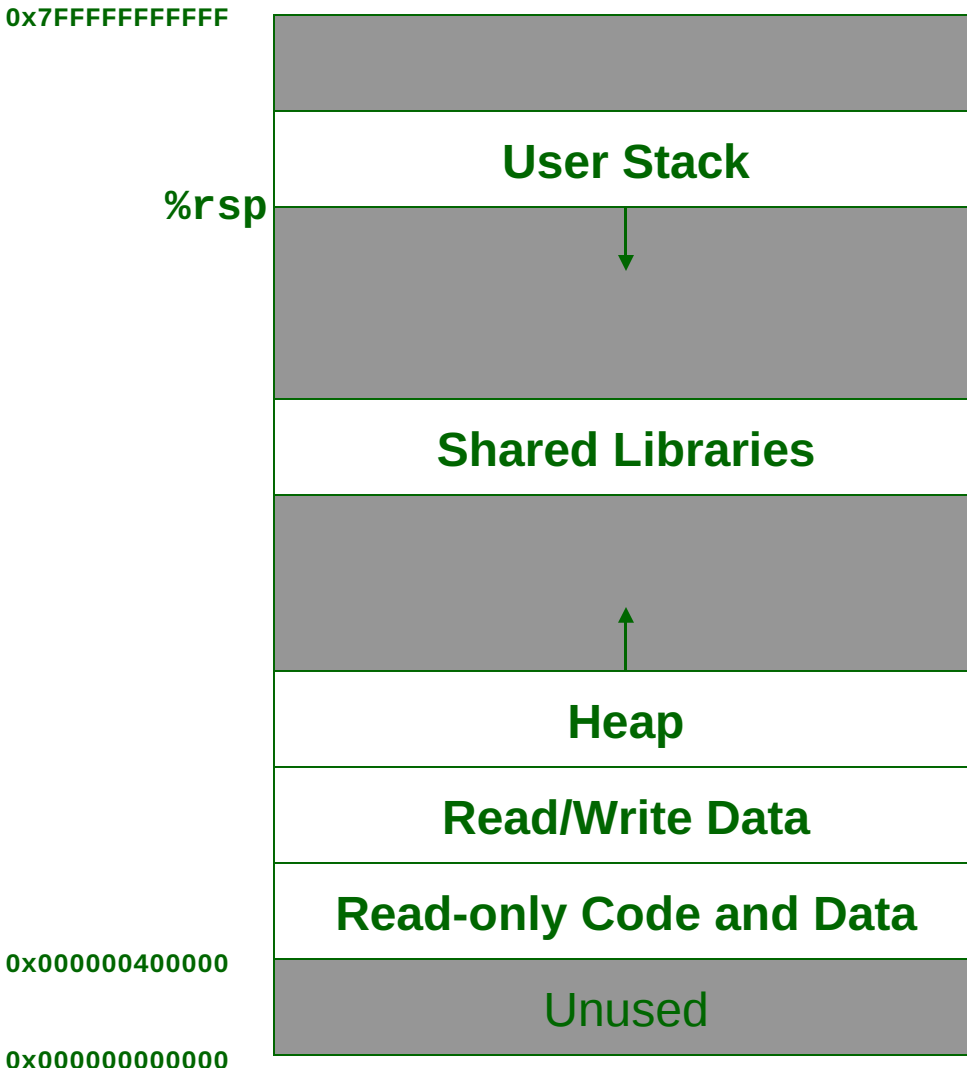 0x7FFFFFFFFFFF
User Stack
%rsp
Shared Libraries
Heap
Read/Write Data
Read-only Code and Data
0x000000400000
Unused
0x000000000000